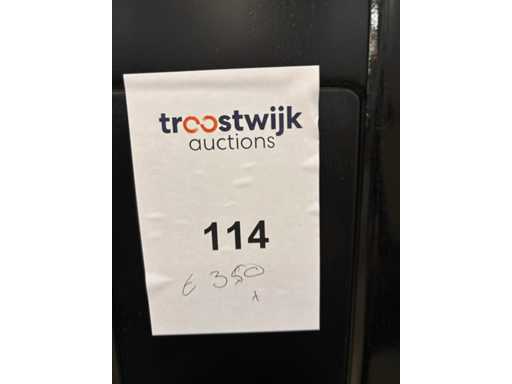 troostwijk
auctions
114
€ 350